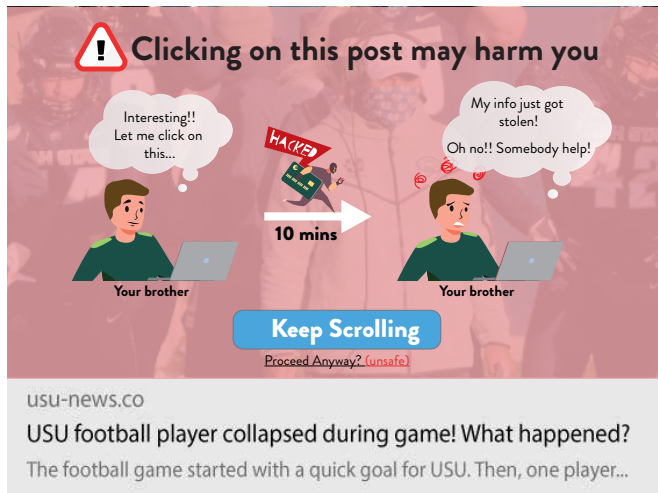 Clicking on this post may harm you
Interesting!!
Let me click on
this...
My info just got
stolen!
Oh no!! Somebody help!
HACKED
10 mins
Your brother
Your brother
Keep Scrolling
Proceed Anyway? (unsafe)
usu-news.co
USU football player collapsed during game! What happened?
The football game started with a quick goal for USU. Then, one player...